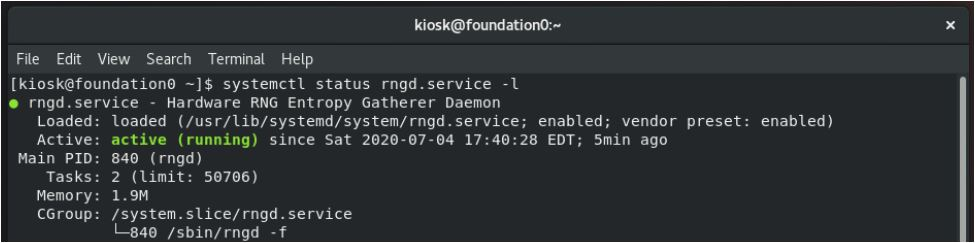 kiosk@foundation0:~ ×
File Edit View Search Terminal Help
[kiosk@foundation0 ~]$ systemctl status rngd.service -l
● rngd.service - Hardware RNG Entropy Gatherer Daemon
Loaded: loaded (/usr/lib/systemd/system/rngd.service; enabled; vendor preset: enabled)
Active: active (running) since Sat 2020-07-04 17:40:28 EDT; 5min ago
Main PID: 840 (rngd)
Tasks: 2 (limit: 50706)
Memory: 1.9M
CGroup: /system.slice/rngd.service
└─840 /sbin/rngd -f